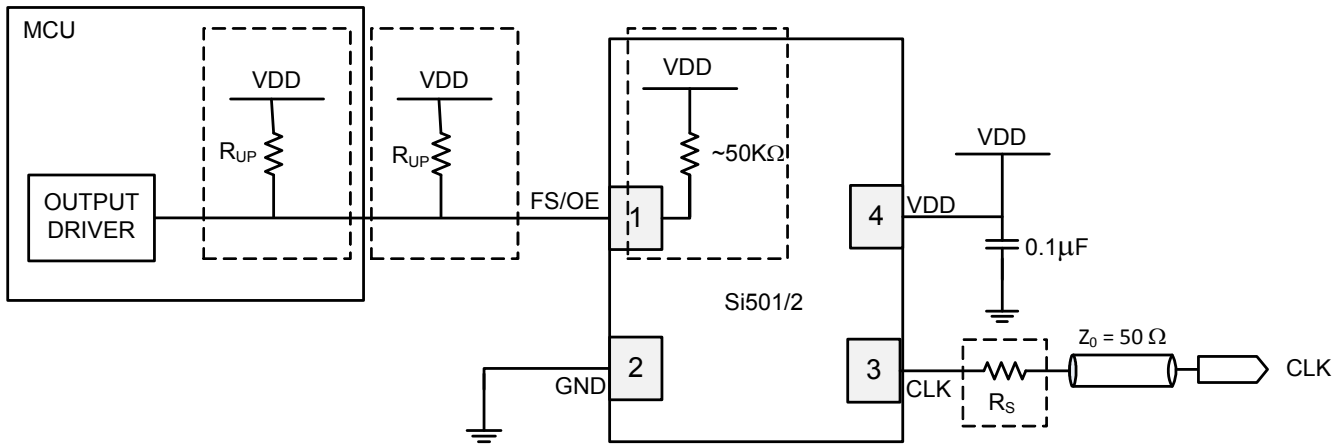 MCU
VDD
R_UP
OUTPUT
DRIVER
VDD
R_UP
FS/OE
VDD
~50KΩ
1
4
VDD
VDD
0.1μF
Si501/2
2
GND
3
CLK
R_S
Z_0 = 50 Ω
CLK